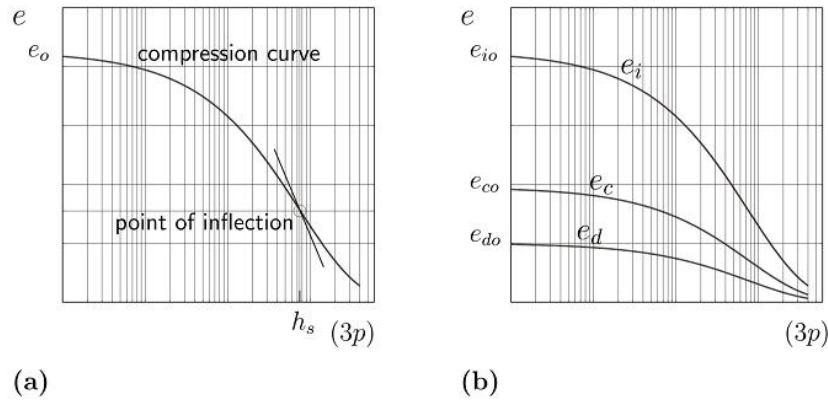 e
e_o
compression curve
point of inflection
h_s
(3p)
(a)
e
e_io
e_i
e_co
e_c
e_do
e_d
(3p)
(b)